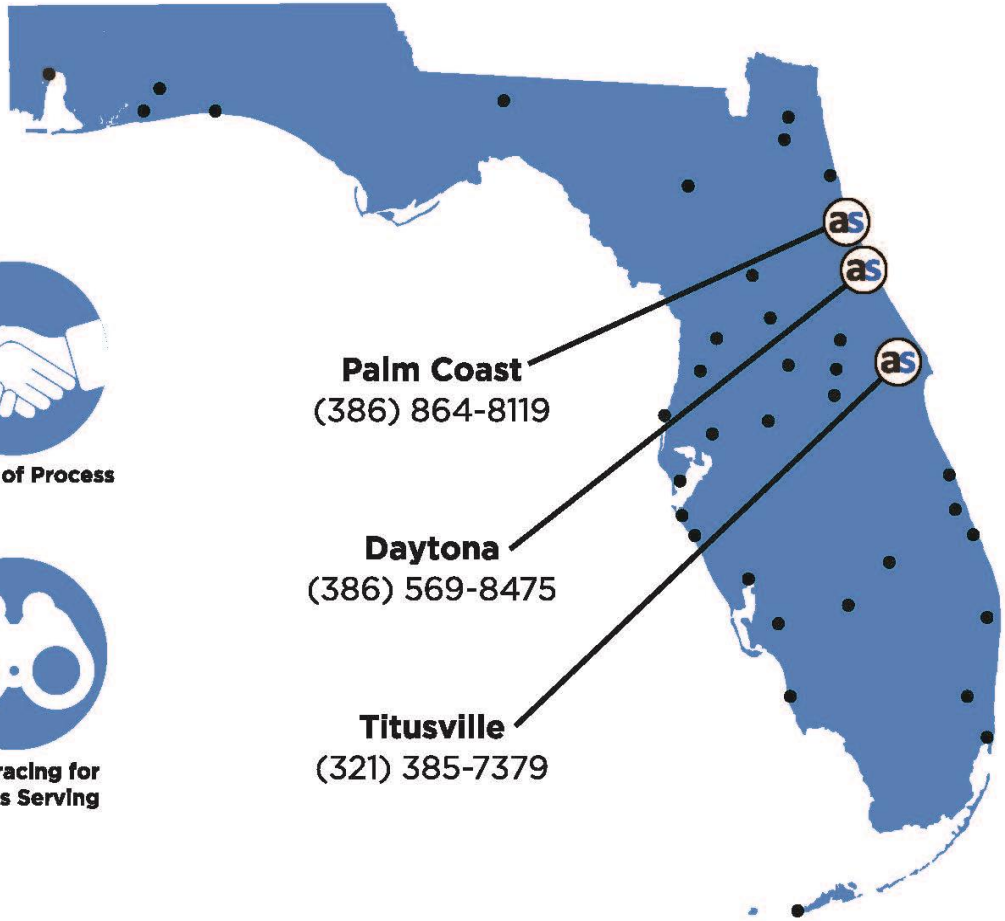 as
as
as
Palm Coast
(386) 864-8119
of Process
Daytona
(386) 569-8475
Titusville
(321) 385-7379
racing for
s Serving